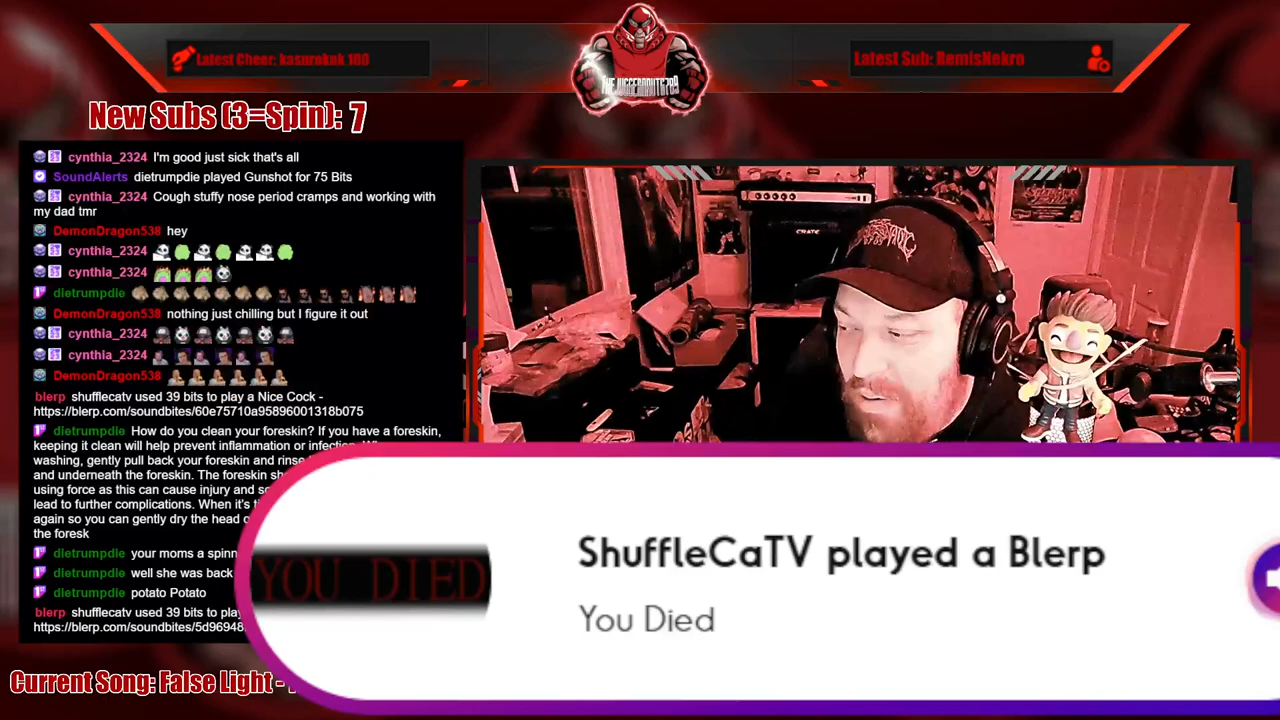 Latest Cheer: kasuroknk 100
THEJUGGERNAUT6789
Latest Sub: RemisNekro
New Subs (3=Spin): 7
cynthia_2324 I'm good just sick that's all
SoundAlerts dietrumpdie played Gunshot for 75 Bits
cynthia_2324 Cough stuffy nose period cramps and working with
my dad tmr
DemonDragon538 hey
cynthia_2324
cynthia_2324
dietrumpdie
DemonDragon538 nothing just chilling but I figure it out
cynthia_2324
cynthia_2324
DemonDragon538
blerp shufflecatv used 39 bits to play a Nice Cock -
https://blerp.com/soundbites/60e75710a95896001318b075
dietrumpdie How do you clean your foreskin? If you have a foreskin,
keeping it clean will help prevent inflammation or infection.
washing, gently pull back your foreskin and rinse
and underneath the foreskin. The foreskin
using force as this can cause injury and
lead to further complications. When it's
again so you can gently dry the head
the foresk
dietrumpdie your moms a spinn
dietrumpdie well she was back
dietrumpdie potato Potato
blerp shufflecatv used 39 bits to play
https://blerp.com/soundbites/5d96948
CRATE
YOU DIED
ShuffleCaTV played a Blerp
You Died
Current Song: False Light -